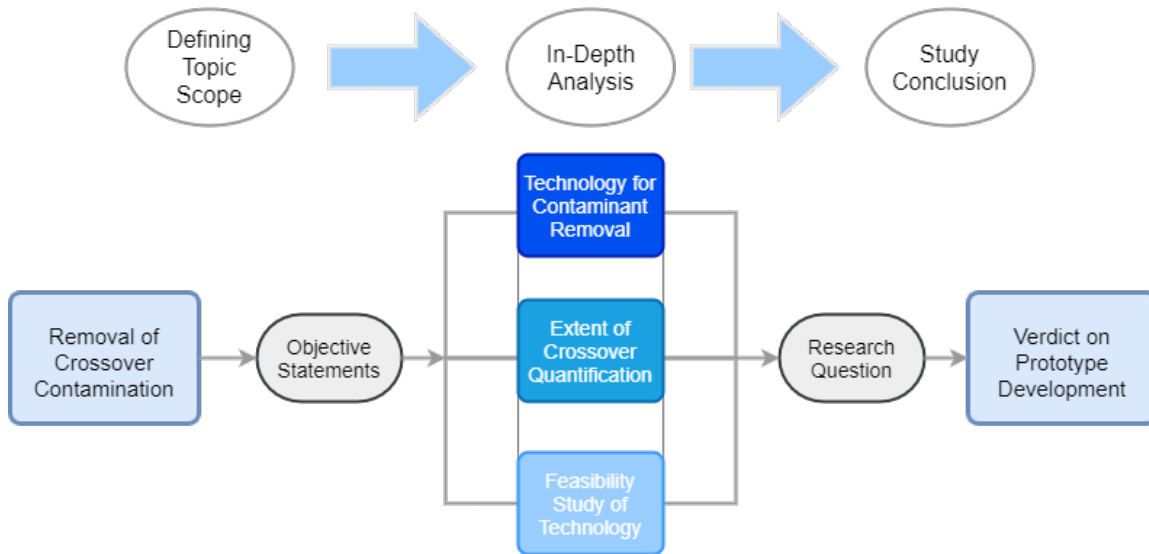 Defining
Topic
Scope
In-Depth
Analysis
Study
Conclusion
Technology for
Contaminant
Removal
Removal of
Crossover
Contamination
Objective
Statements
Extent of
Crossover
Quantification
Research
Question
Verdict on
Prototype
Development
Feasibility
Study of
Technology